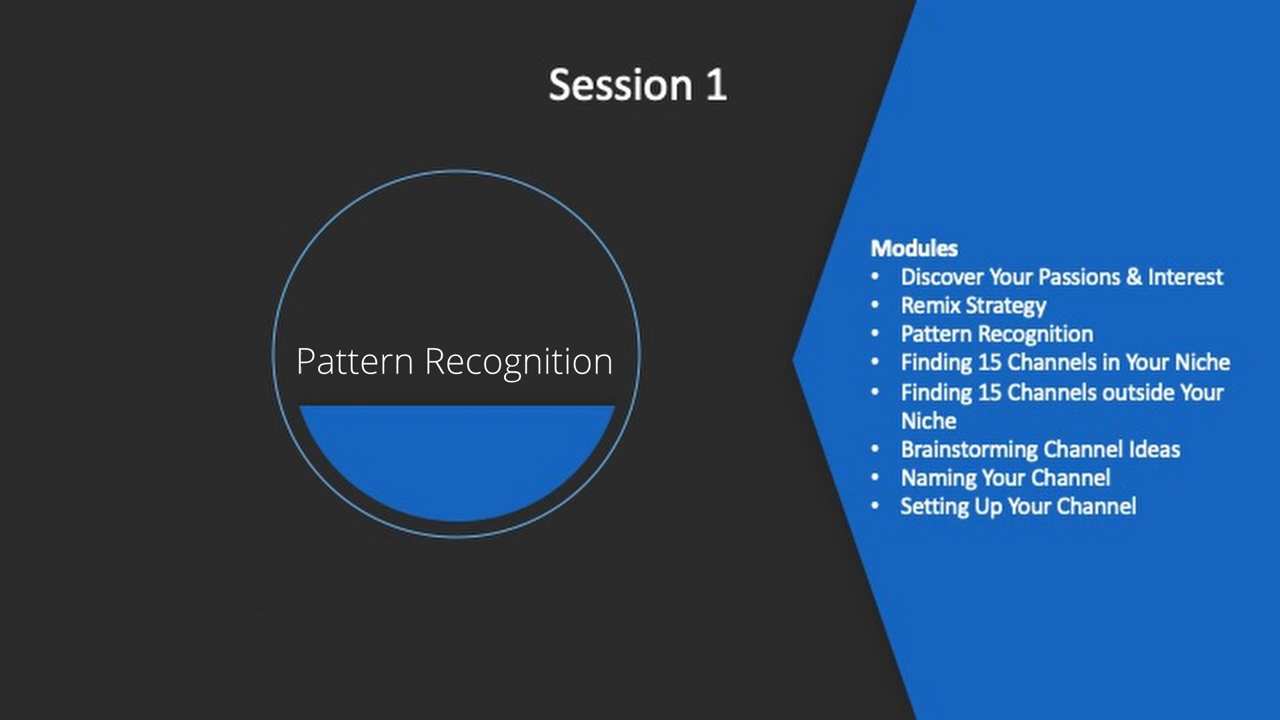 Session 1
Pattern Recognition
Modules
• Discover Your Passions & Interest
• Remix Strategy
• Pattern Recognition
• Finding 15 Channels in Your Niche
• Finding 15 Channels outside Your
Niche
• Brainstorming Channel Ideas
• Naming Your Channel
• Setting Up Your Channel